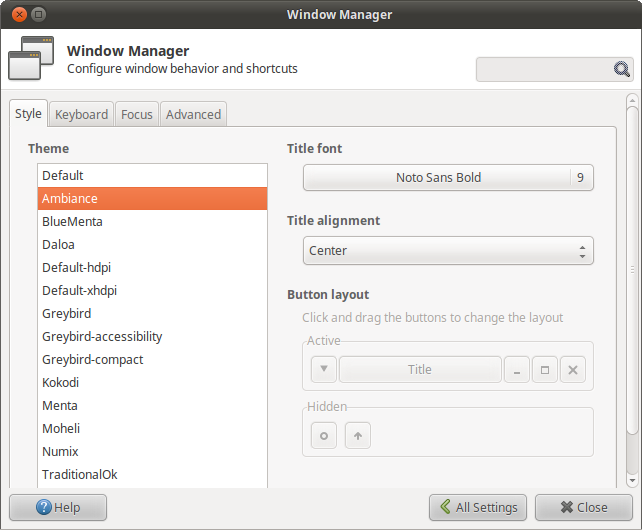 Window Manager
Window Manager
Configure window behavior and shortcuts
Style Keyboard Focus Advanced
Theme
Default
Ambiance
BlueMenta
Daloa
Default-hdpi
Default-xhdpi
Greybird
Greybird-accessibility
Greybird-compact
Kokodi
Menta
Moheli
Numix
TraditionalOk
Title font
Noto Sans Bold 9
Title alignment
Center
Button layout
Click and drag the buttons to change the layout
Active
Title
Hidden
Help
All Settings
Close